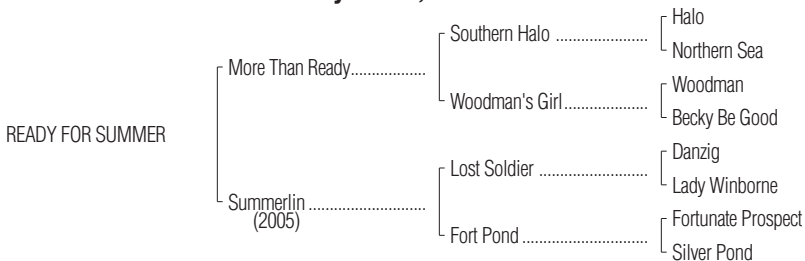 Halo
Southern Halo ......................
Northern Sea
More Than Ready..................
Woodman
Woodman's Girl....................
Becky Be Good
READY FOR SUMMER
Danzig
Lost Soldier ..........................
Lady Winborne
Summerlin ............................
(2005)
Fortunate Prospect
Fort Pond ..............................
Silver Pond